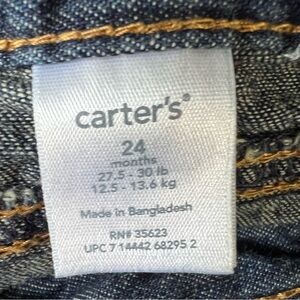 carter's®
24
months
27.5 - 30 lb
12.5 - 13.6 kg
Made in Bangladesh
RN# 35623
UPC 7 14442 68295 2